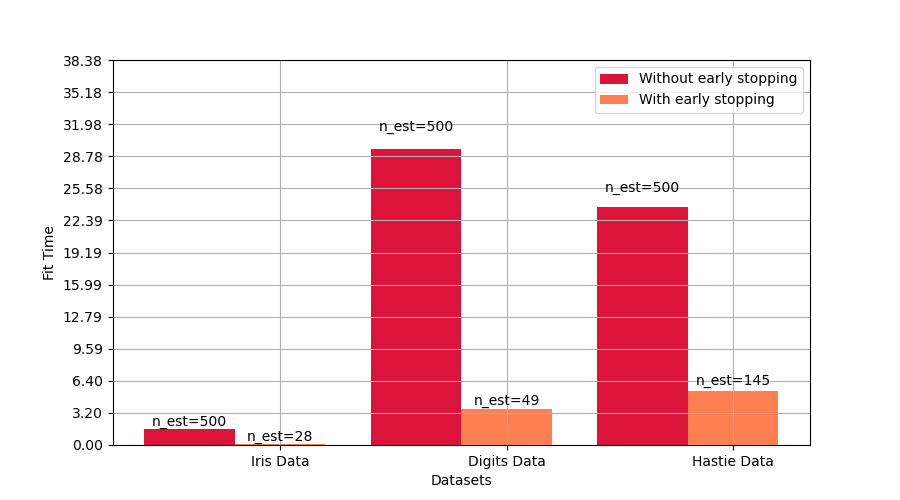 38.38
35.18
31.98
28.78
25.58
22.39
19.19
15.99
12.79
9.59
6.40
3.20
0.00
Fit Time
Without early stopping
With early stopping
n_est=500
n_est=28
n_est=500
n_est=49
n_est=500
n_est=145
Iris Data
Digits Data
Hastie Data
Datasets